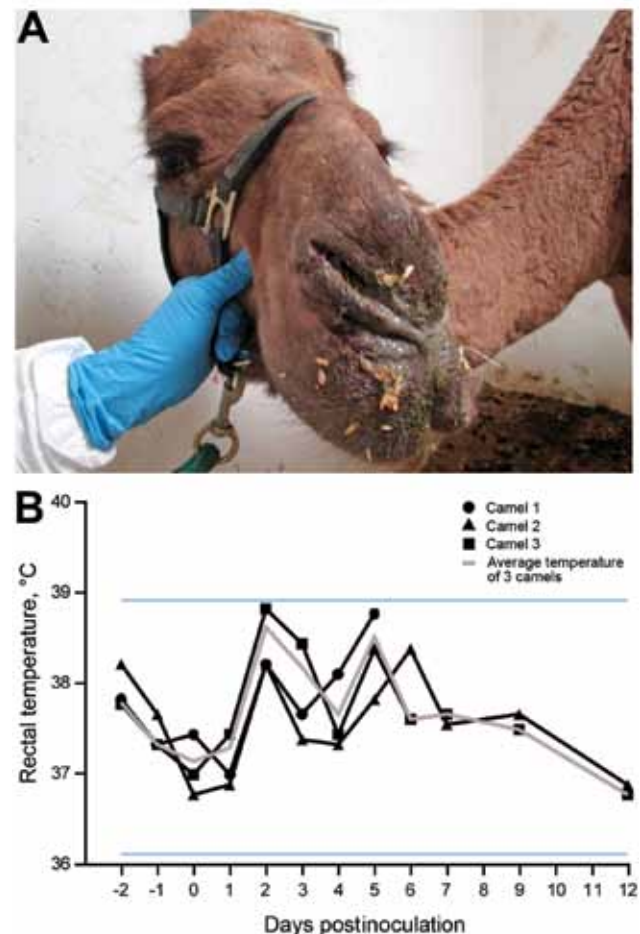 A
B
40
39
38
37
36
Rectal temperature, °C
Camel 1
Camel 2
Camel 3
Average temperature
of 3 camels
-2 -1 0 1 2 3 4 5 6 7 8 9 10 11 12
Days postinoculation